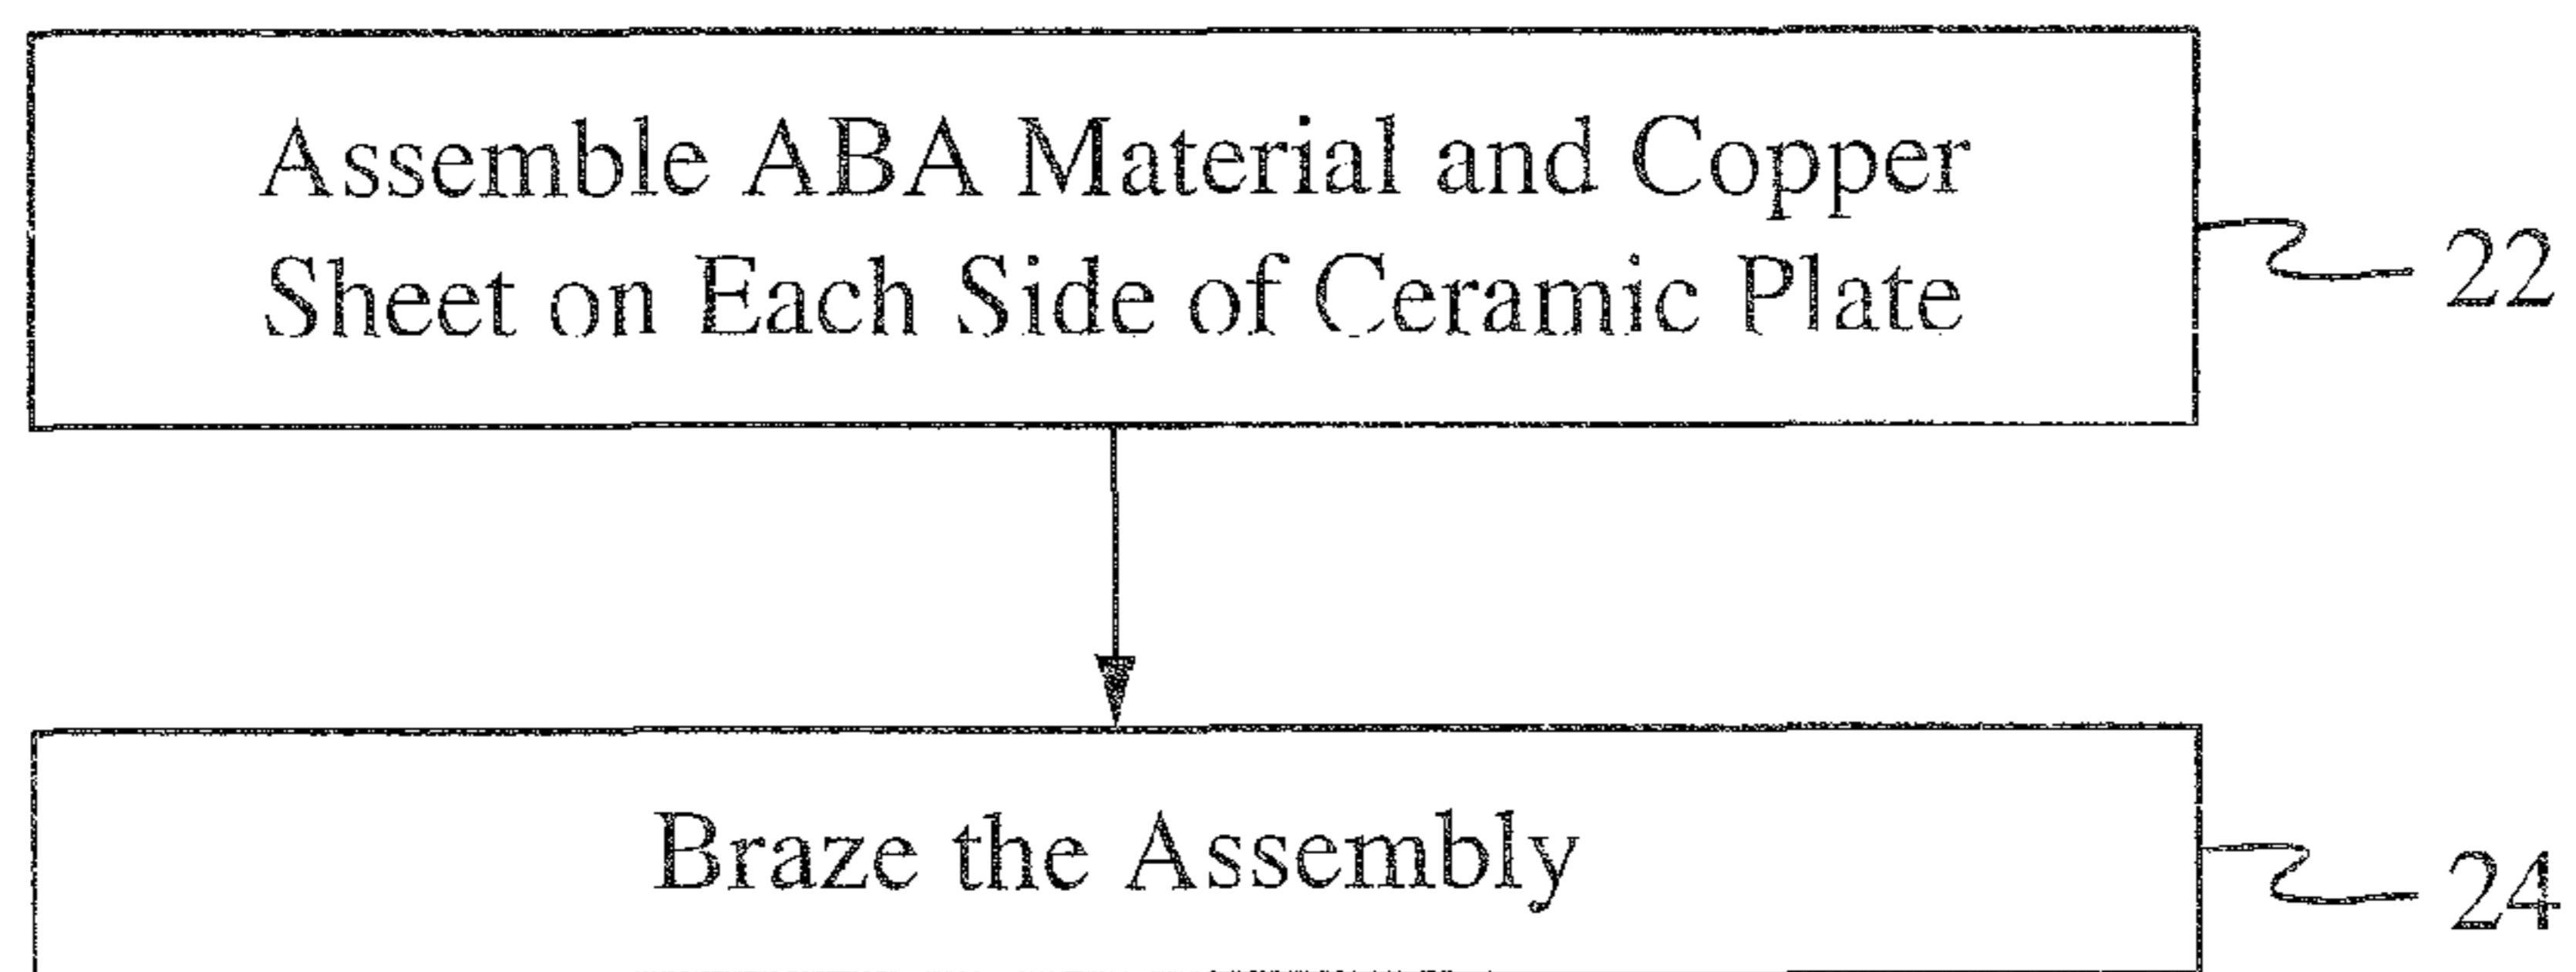 Assemble ABA Material and Copper
Sheet on Each Side of Ceramic Plate
22
Braze the Assembly
24